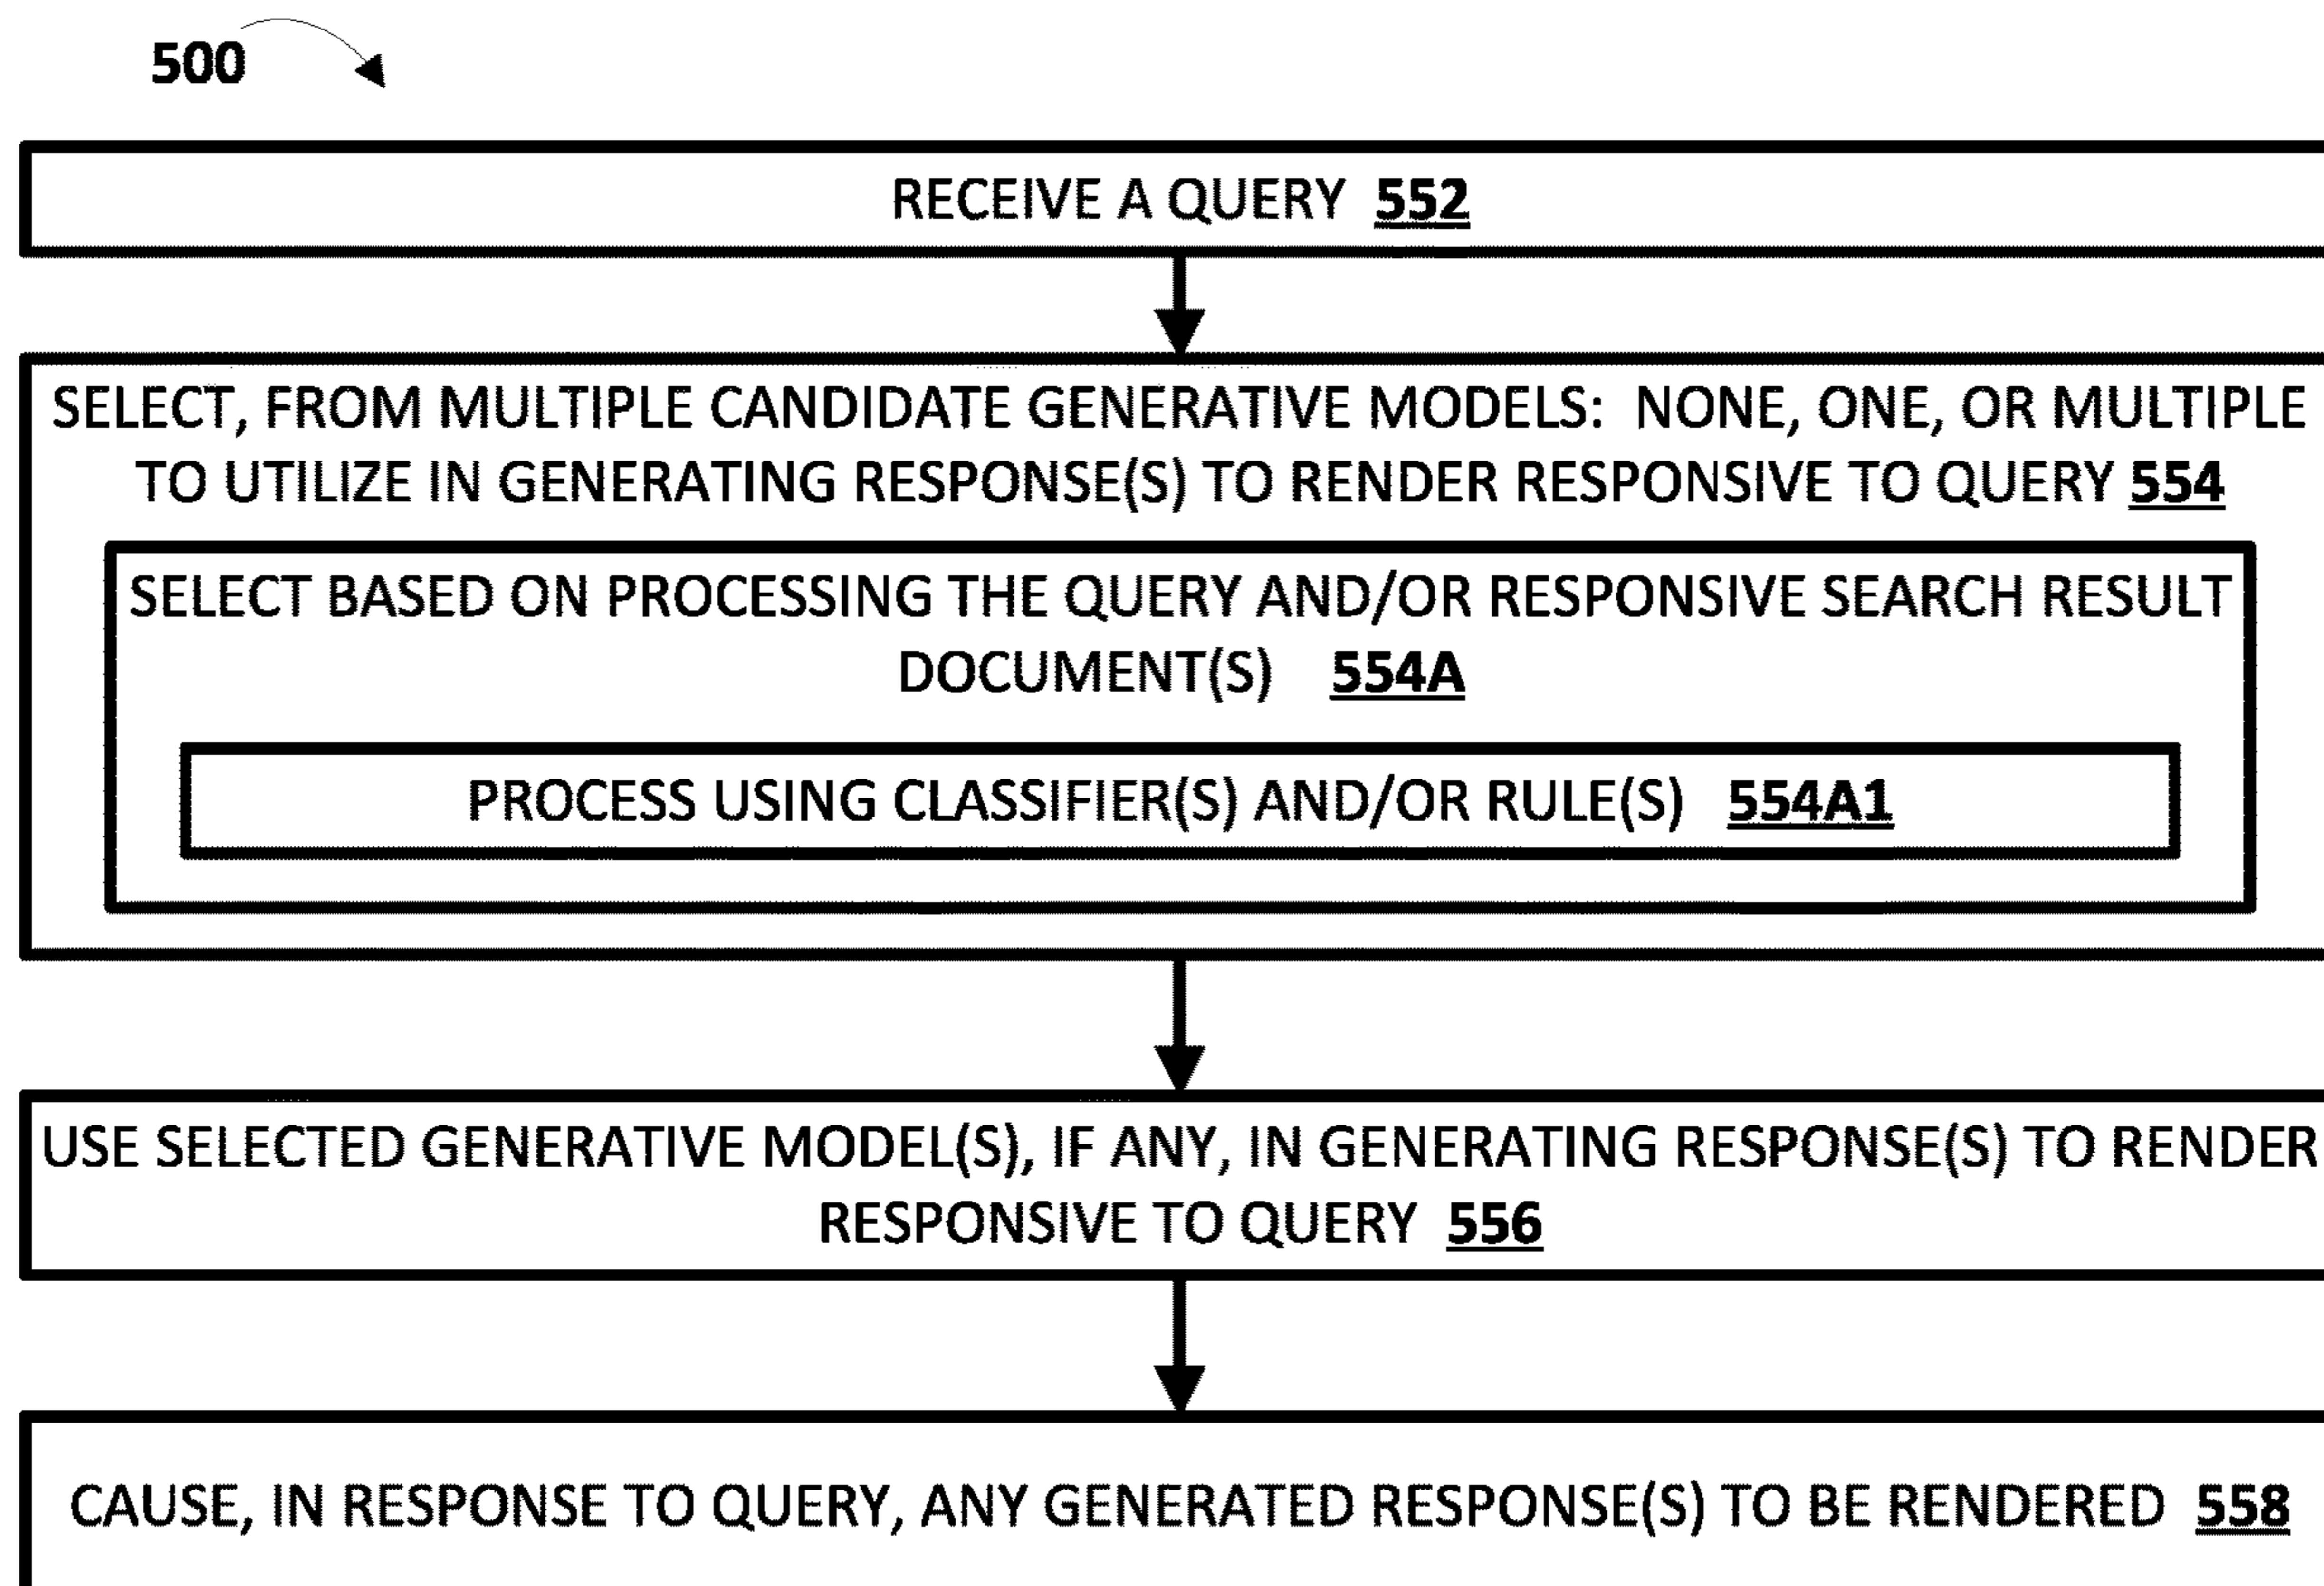 500
RECEIVE A QUERY 552
SELECT, FROM MULTIPLE CANDIDATE GENERATIVE MODELS: NONE, ONE, OR MULTIPLE
TO UTILIZE IN GENERATING RESPONSE(S) TO RENDER RESPONSIVE TO QUERY 554
SELECT BASED ON PROCESSING THE QUERY AND/OR RESPONSIVE SEARCH RESULT
DOCUMENT(S) 554A
PROCESS USING CLASSIFIER(S) AND/OR RULE(S) 554A1
USE SELECTED GENERATIVE MODEL(S), IF ANY, IN GENERATING RESPONSE(S) TO RENDER
RESPONSIVE TO QUERY 556
CAUSE, IN RESPONSE TO QUERY, ANY GENERATED RESPONSE(S) TO BE RENDERED 558